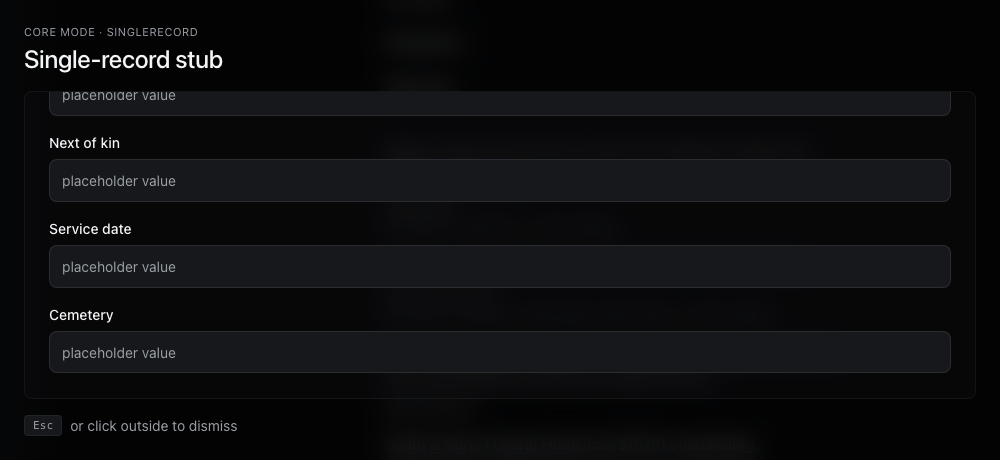 CORE MODE · SINGLERECORD
Single-record stub
placeholder value
Next of kin
placeholder value
Service date
placeholder value
Cemetery
placeholder value
Esc or click outside to dismiss